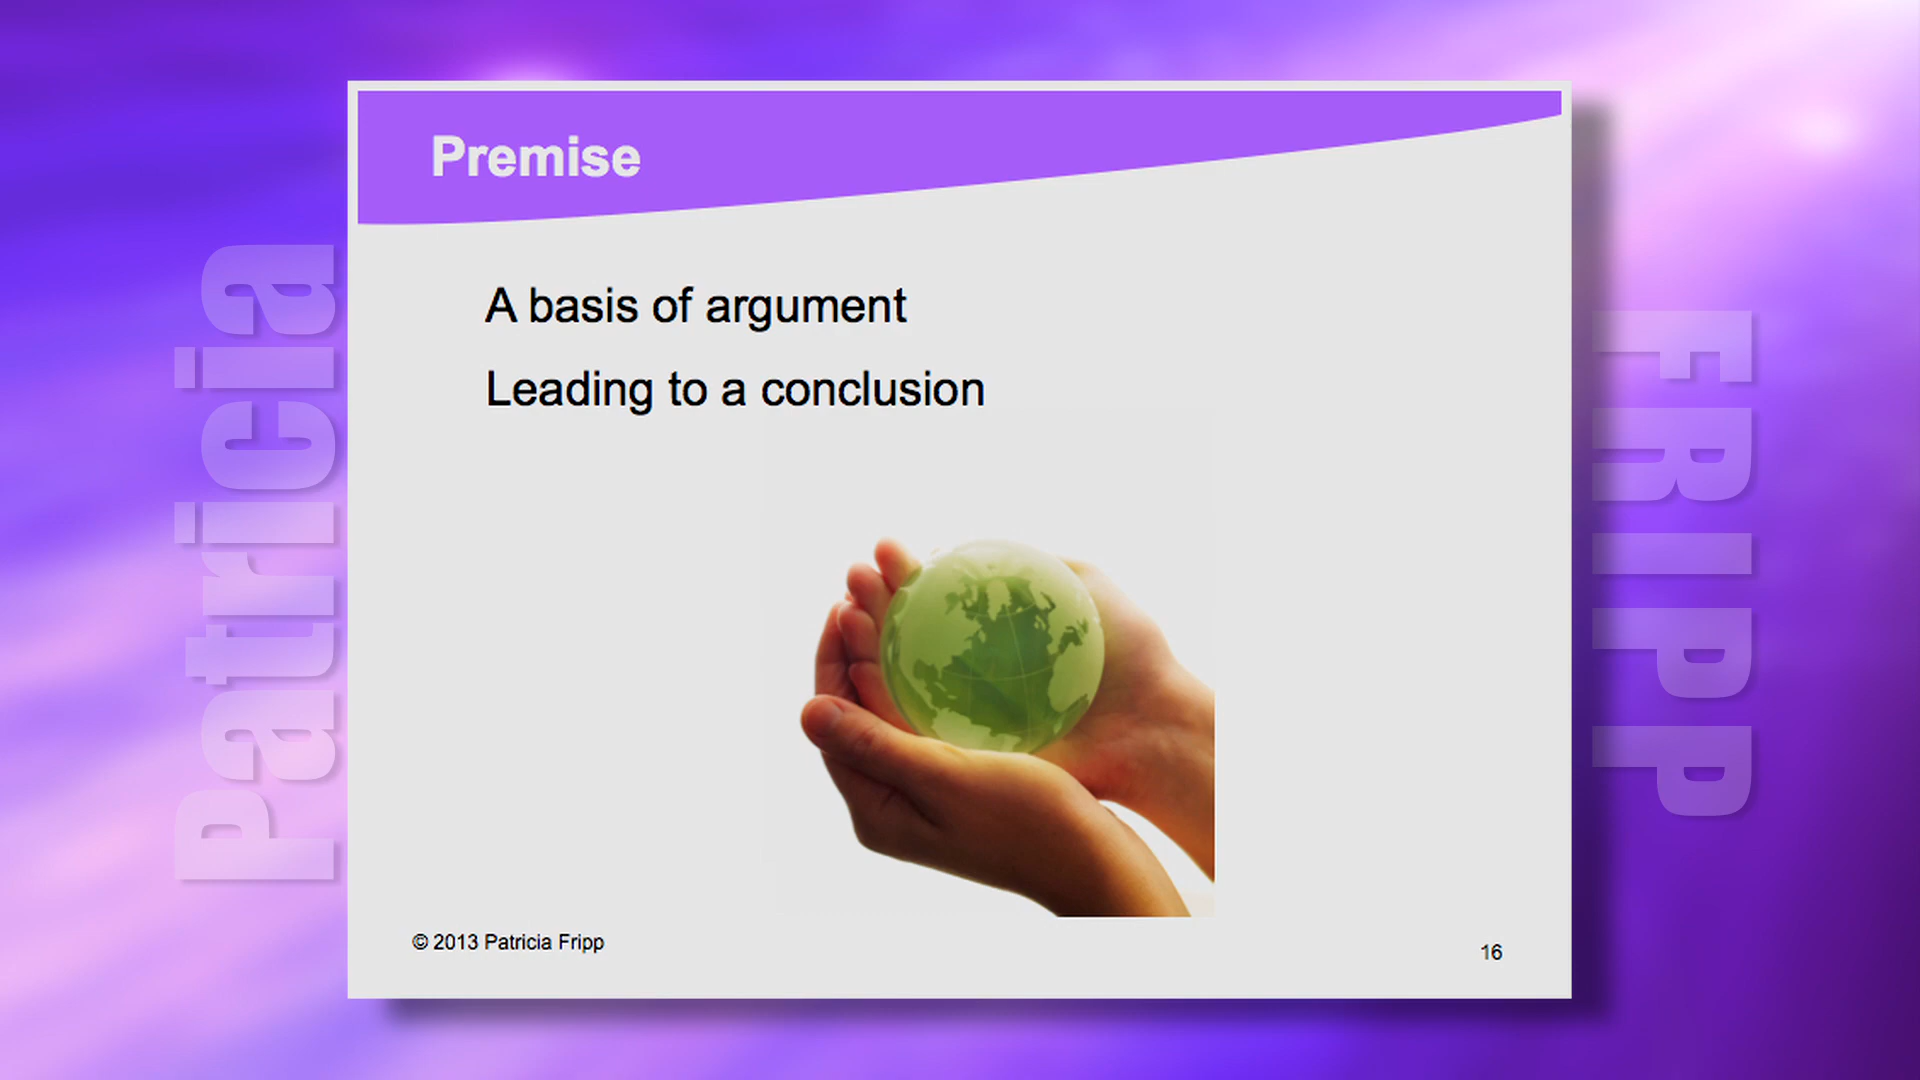 Patricia
FRIPP
Premise
A basis of argument
Leading to a conclusion
© 2013 Patricia Fripp
16